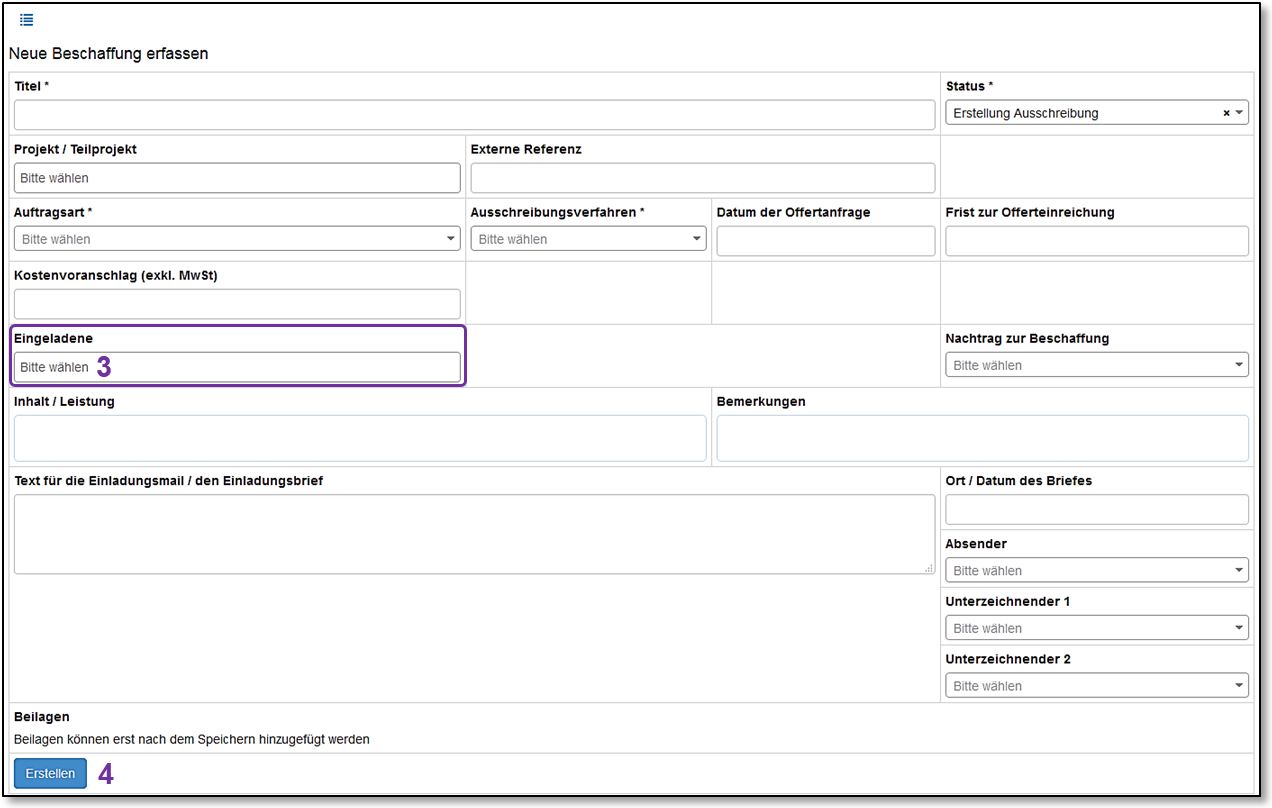 Neue Beschaffung erfassen
Titel *
Status *
Erstellung Ausschreibung ×
Projekt / Teilprojekt
Bitte wählen
Externe Referenz
Auftragsart *
Bitte wählen
Ausschreibungsverfahren *
Bitte wählen
Datum der Offertanfrage
Frist zur Offerteinreichung
Kostenvoranschlag (exkl. MwSt)
Eingeladene
Bitte wählen 3
Nachtrag zur Beschaffung
Bitte wählen
Inhalt / Leistung
Bemerkungen
Text für die Einladungsmail / den Einladungsbrief
Ort / Datum des Briefes
Absender
Bitte wählen
Unterzeichnender 1
Bitte wählen
Unterzeichnender 2
Bitte wählen
Beilagen
Beilagen können erst nach dem Speichern hinzugefügt werden
Erstellen 4